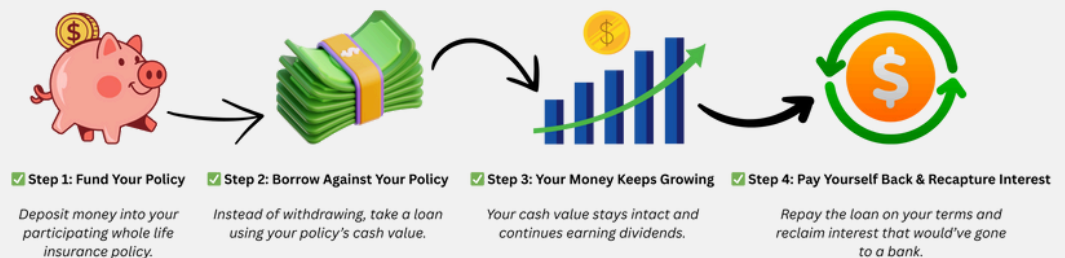 ✅ Step 1: Fund Your Policy
Deposit money into your
participating whole life
insurance policy.
✅ Step 2: Borrow Against Your Policy
Instead of withdrawing, take a loan
using your policy's cash value.
✅ Step 3: Your Money Keeps Growing
Your cash value stays intact and
continues earning dividends.
✅ Step 4: Pay Yourself Back & Recapture Interest
Repay the loan on your terms and
reclaim interest that would've gone
to a bank.